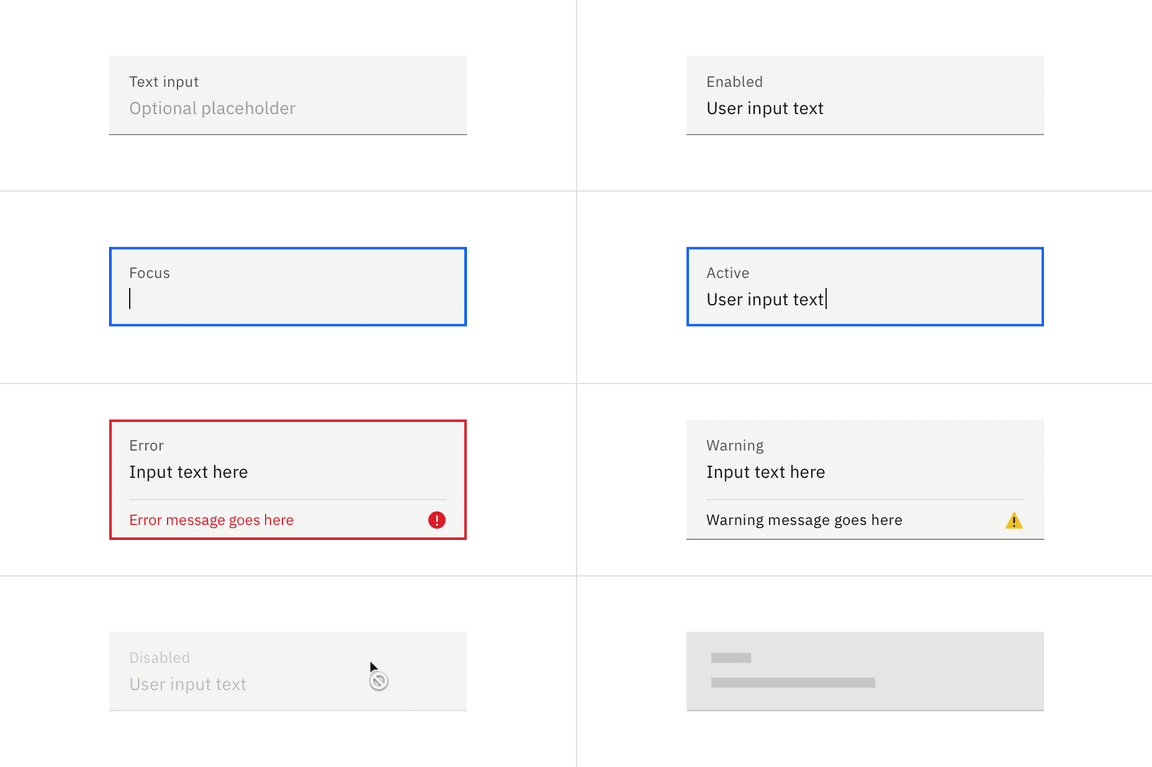 Text input
Optional placeholder
Enabled
User input text
Focus
Active
User input text
Error
Input text here
Error message goes here
Warning
Input text here
Warning message goes here
Disabled
User input text